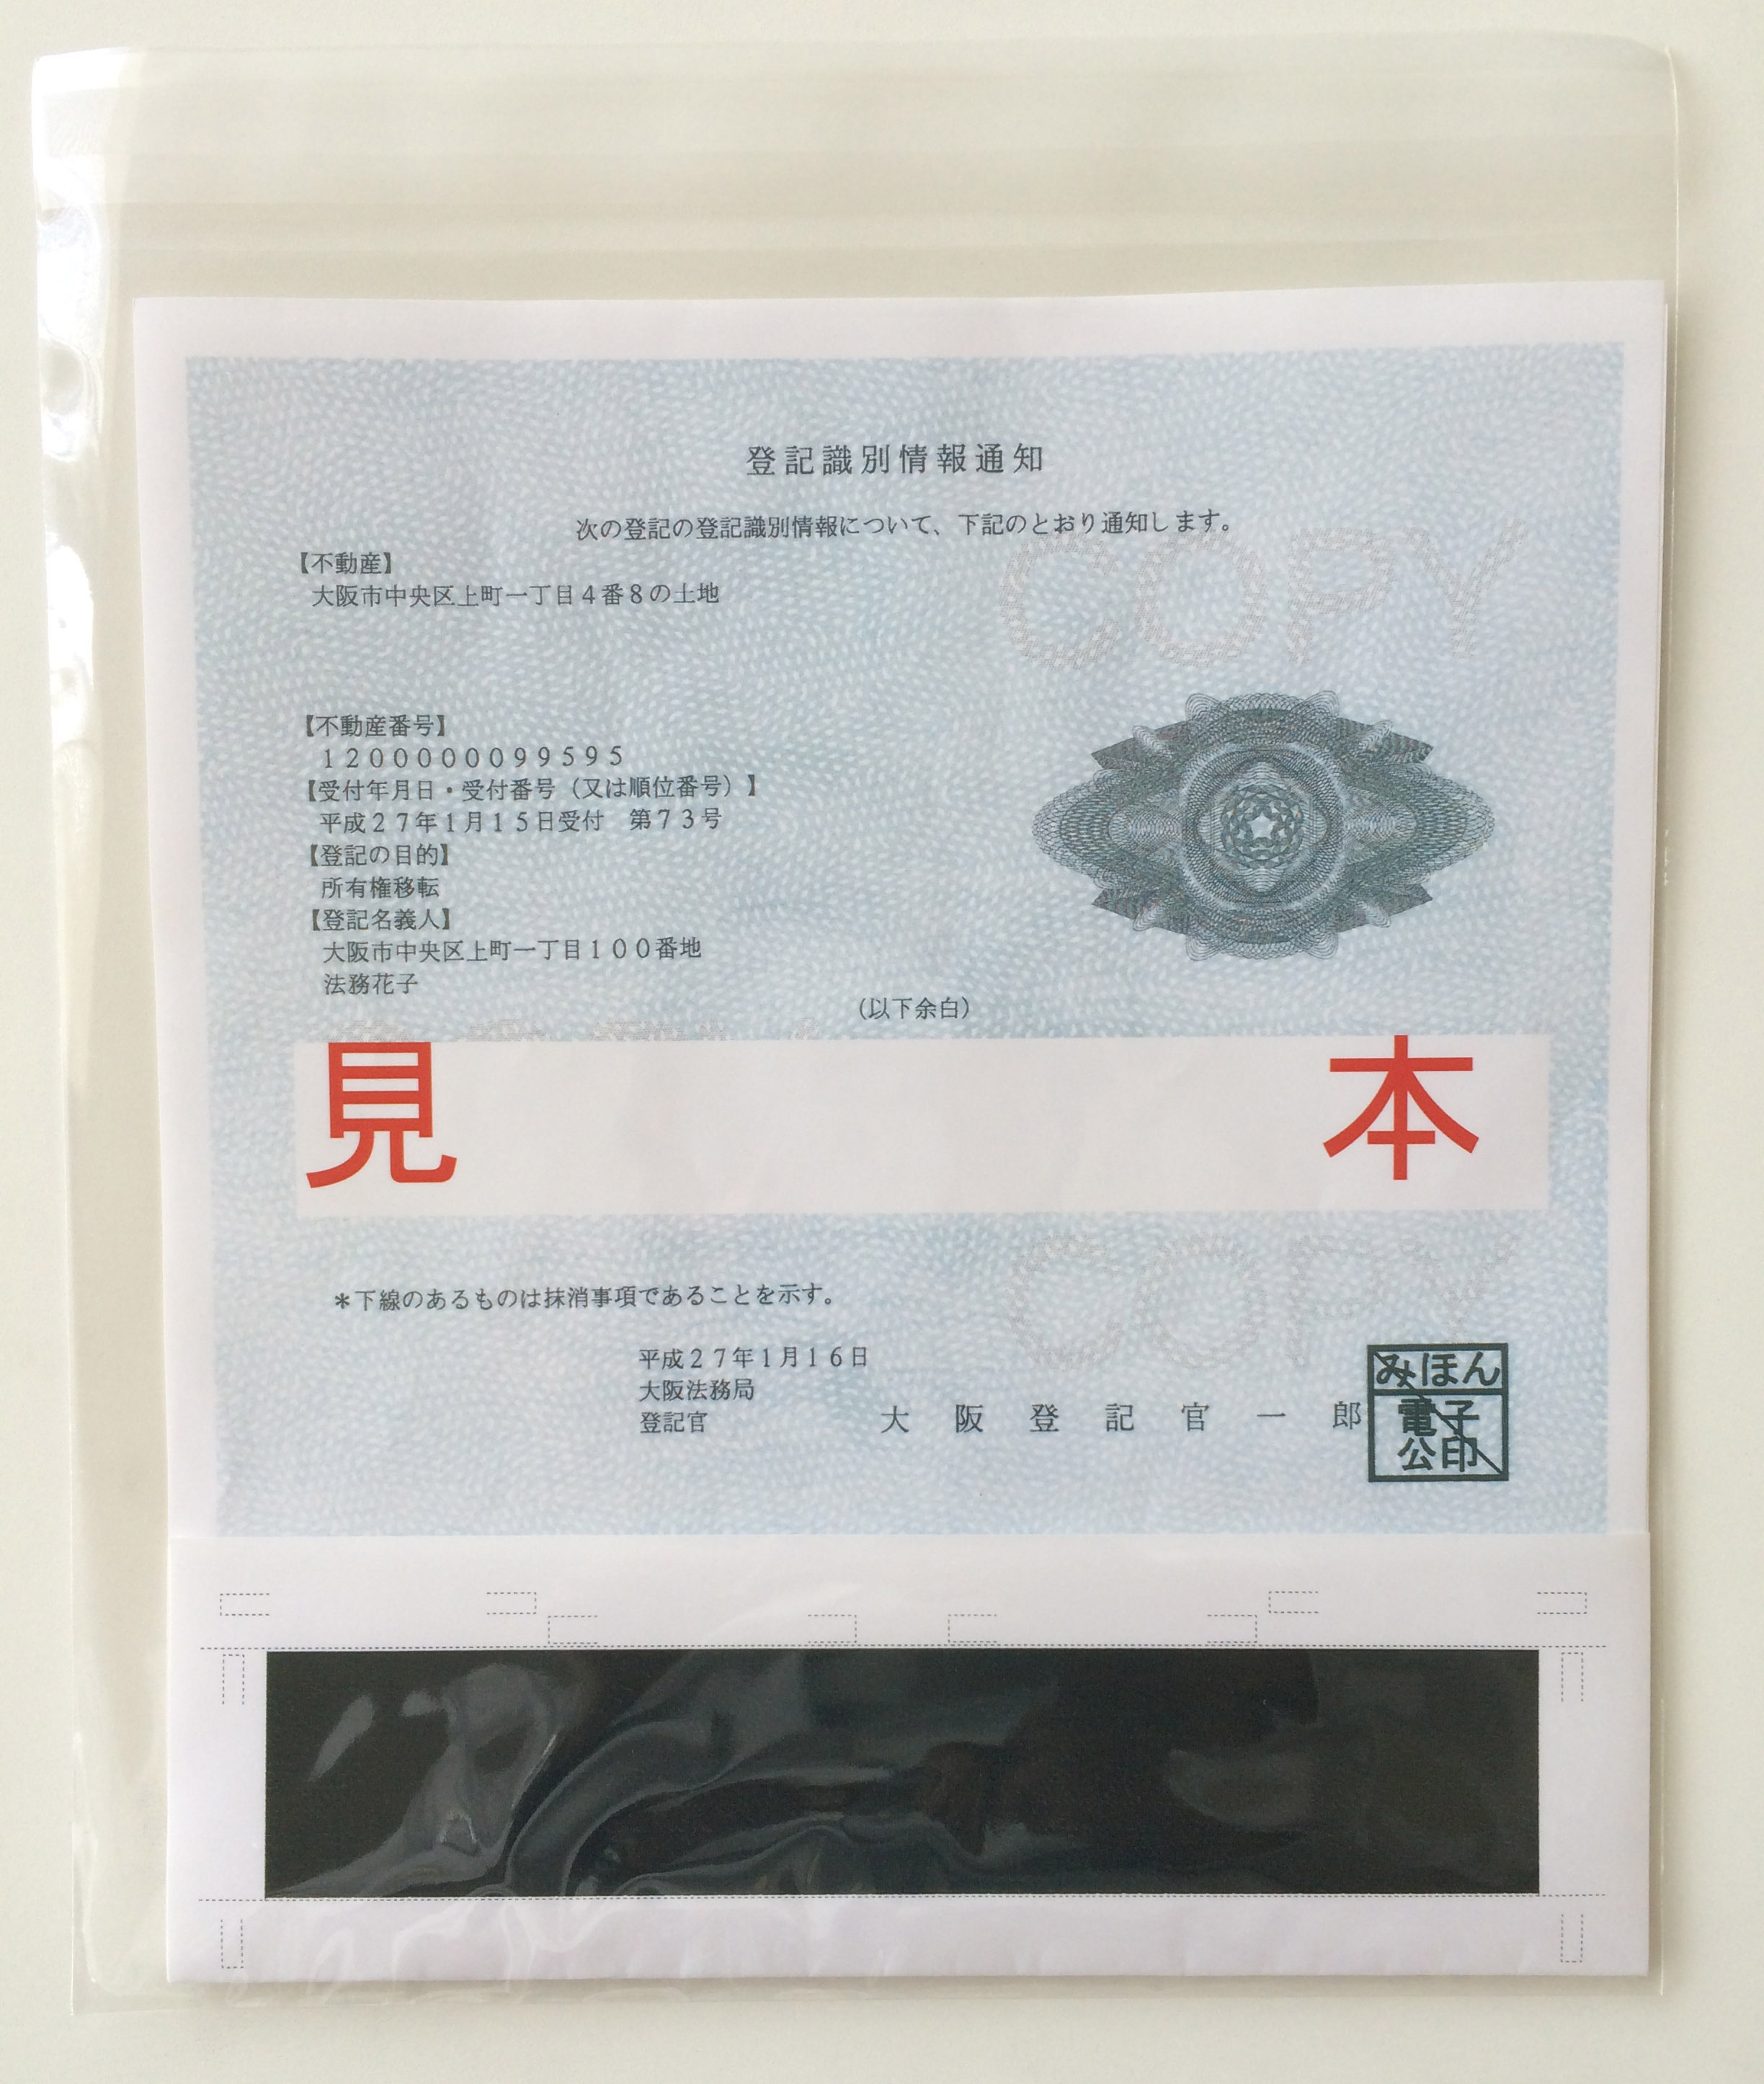 登記識別情報通知
次の登記の登記識別情報について、下記のとおり通知します。
【不動産】
大阪市中央区上町一丁目４番８の土地
COPY
【不動産番号】
１２０００００００９９５９５
【受付年月日・受付番号（又は順位番号）】
平成２７年１月１５日受付　第７３号
【登記の目的】
所有権移転
【登記名義人】
大阪市中央区上町一丁目１００番地
法務花子
（以下余白）
見本
COPY
＊下線のあるものは抹消事項であることを示す。
平成２７年１月１６日
大阪法務局
登記官　大阪登記官一郎
みほん
電子
公印